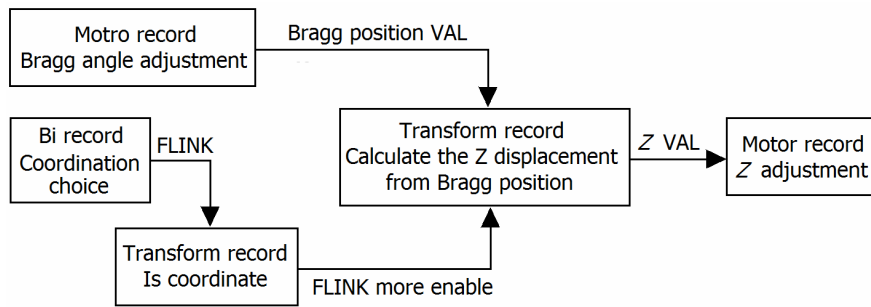 Motro record
Bragg angle adjustment
Bragg position VAL
Bi record
Coordination
choice
FLINK
Transform record
Calculate the Z displacement
from Bragg position
Z VAL
Motor record
Z adjustment
Transform record
Is coordinate
FLINK more enable